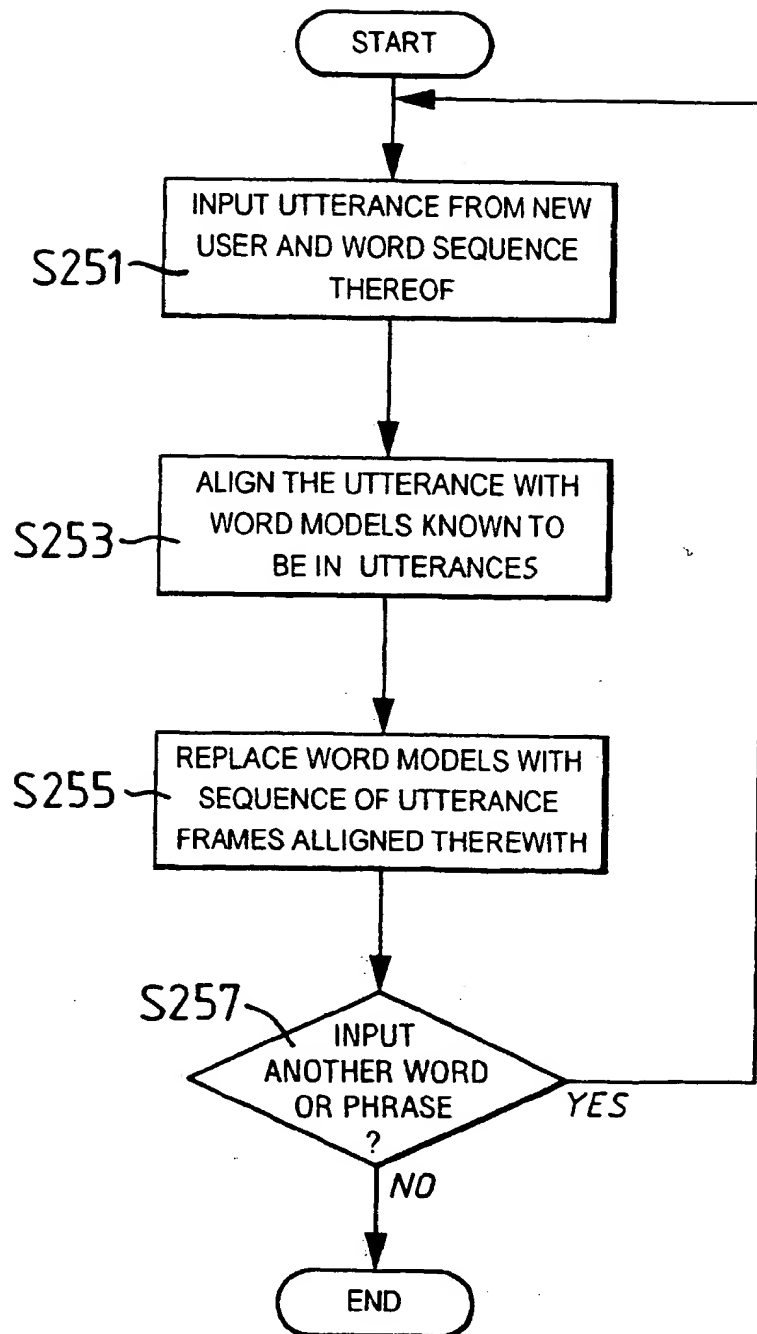 START
INPUT UTTERANCE FROM NEW
USER AND WORD SEQUENCE
THEREOF
S251
ALIGN THE UTTERANCE WITH
WORD MODELS KNOWN TO
BE IN UTTERANCES
S253
REPLACE WORD MODELS WITH
SEQUENCE OF UTTERANCE
FRAMES ALLIGNED THEREWITH
S255
S257
INPUT
ANOTHER WORD
OR PHRASE
?
YES
NO
END